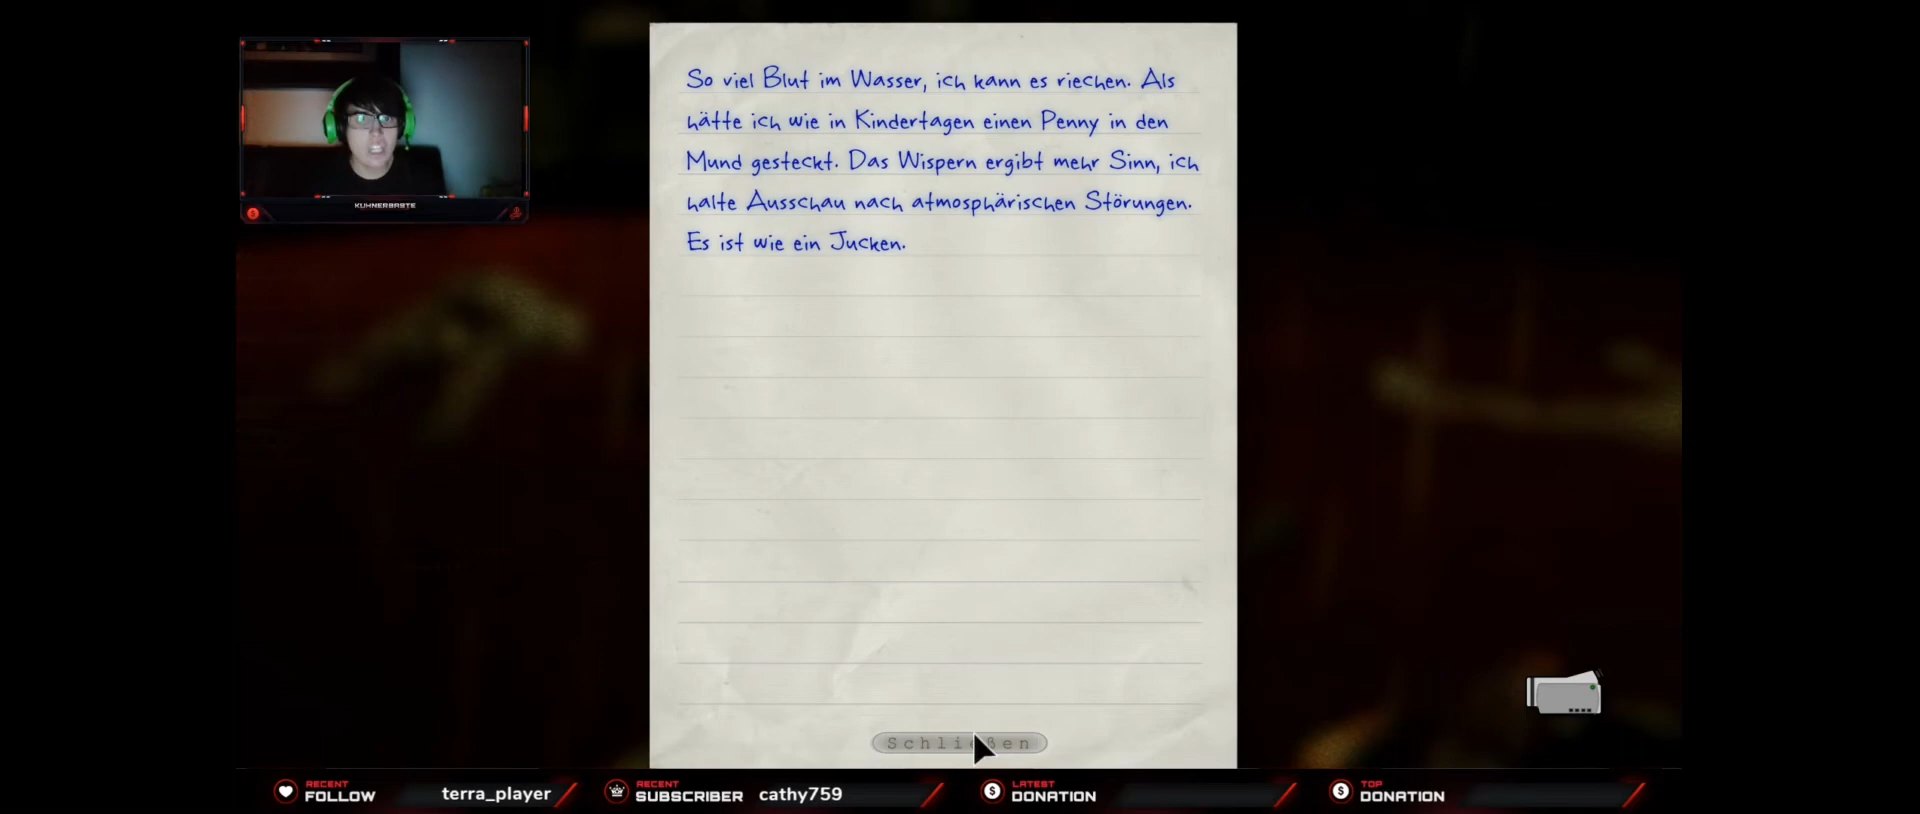 So viel Blut im Wasser, ich kann es riechen. Als
hätte ich wie in Kindertagen einen Penny in den
Mund gesteckt. Das Wispern ergibt mehr Sinn, ich
halte Ausschau nach atmosphärischen Störungen.
Es ist wie ein Jucken.
KUHNERBASTE
Schließen
RECENT
FOLLOW
terra_player
RECENT
SUBSCRIBER
cathy759
LATEST
DONATION
TOP
DONATION